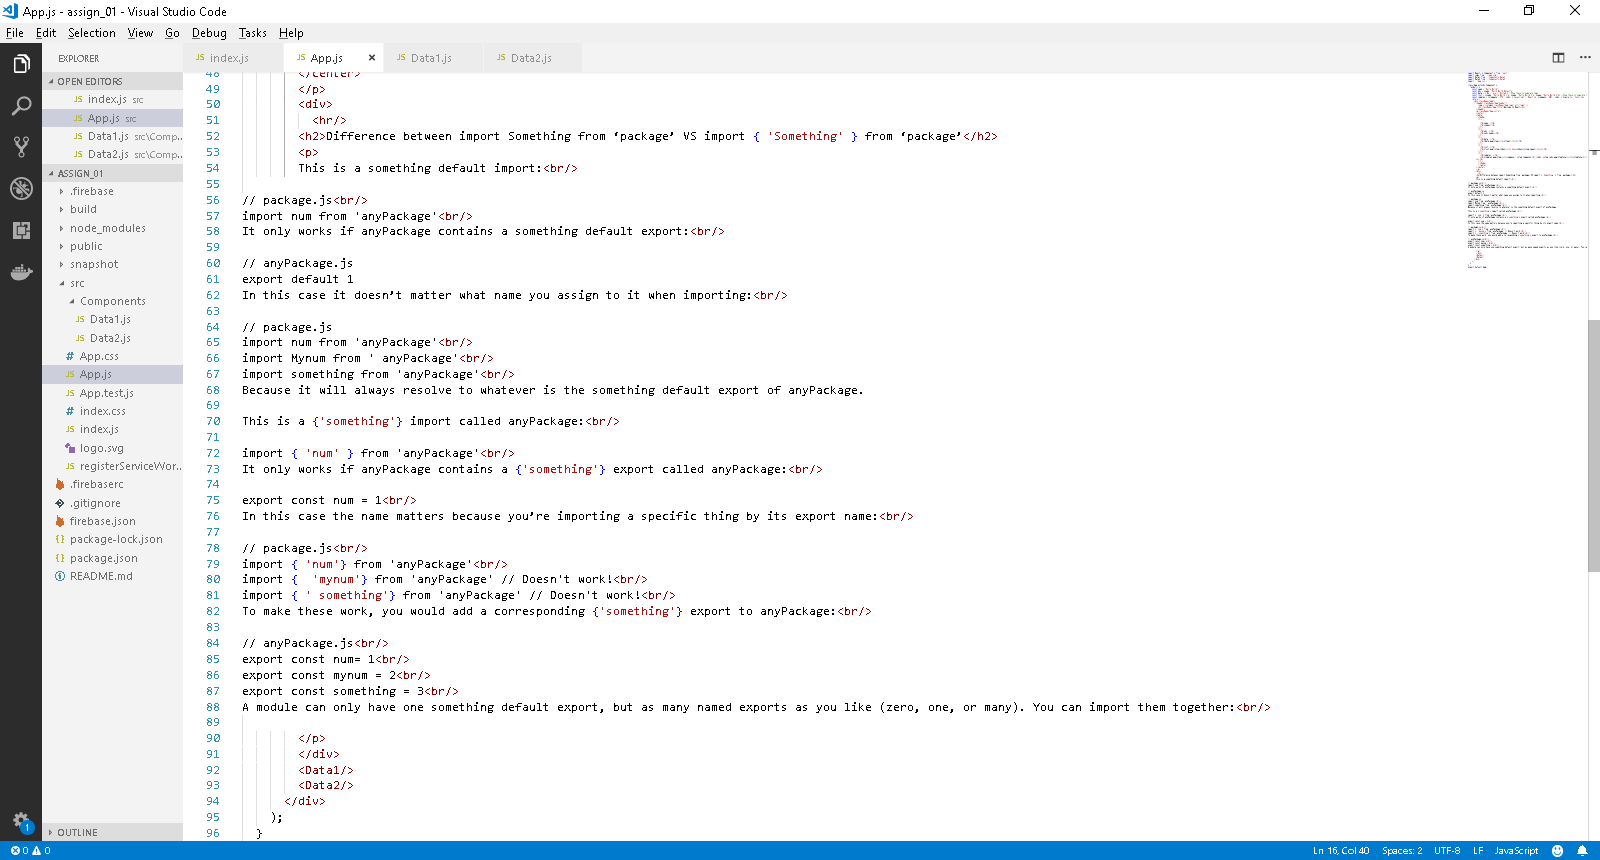 App.js - assign_01 - Visual Studio Code
File Edit Selection View Go Debug Tasks Help
EXPLORER
OPEN EDITORS
index.js src
App.js src
Data1.js src\Comp...
Data2.js src\Comp...
ASSIGN_01
.firebase
build
node_modules
public
snapshot
src
Components
Data1.js
Data2.js
# App.css
JS App.js
JS App.test.js
# index.css
JS index.js
logo.svg
JS registerServiceWor...
.firebaserc
.gitignore
firebase.json
{} package-lock.json
{} package.json
README.md
OUTLINE
JS index.js JS App.js JS Data1.js JS Data2.js
48 </center>
49 </p>
50 <div>
51 <hr/>
52 <h2>Difference between import Something from ‘package’ VS import { 'Something' } from ‘package’</h2>
53 <p>
54 This is a something default import:<br/>
55
56 // package.js<br/>
57 import num from 'anyPackage'<br/>
58 It only works if anyPackage contains a something default export:<br/>
59
60 // anyPackage.js
61 export default 1
62 In this case it doesn’t matter what name you assign to it when importing:<br/>
63
64 // package.js
65 import num from 'anyPackage'<br/>
66 import Mynum from ' anyPackage'<br/>
67 import something from 'anyPackage'<br/>
68 Because it will always resolve to whatever is the something default export of anyPackage.
69
70 This is a {'something'} import called anyPackage:<br/>
71
72 import { 'num' } from 'anyPackage'<br/>
73 It only works if anyPackage contains a {'something'} export called anyPackage:<br/>
74
75 export const num = 1<br/>
76 In this case the name matters because you’re importing a specific thing by its export name:<br/>
77
78 // package.js<br/>
79 import { 'num'} from 'anyPackage'<br/>
80 import {  'mynum'} from 'anyPackage' // Doesn't work!<br/>
81 import { ' something'} from 'anyPackage' // Doesn't work!<br/>
82 To make these work, you would add a corresponding {'something'} export to anyPackage:<br/>
83
84 // anyPackage.js<br/>
85 export const num= 1<br/>
86 export const mynum = 2<br/>
87 export const something = 3<br/>
88 A module can only have one something default export, but as many named exports as you like (zero, one, or many). You can import them together:<br/>
89
90 </p>
91 </div>
92 <Data1/>
93 <Data2/>
94 </div>
95 );
96 }
1
0 0 Ln 16, Col 40 Spaces: 2 UTF-8 LF JavaScript